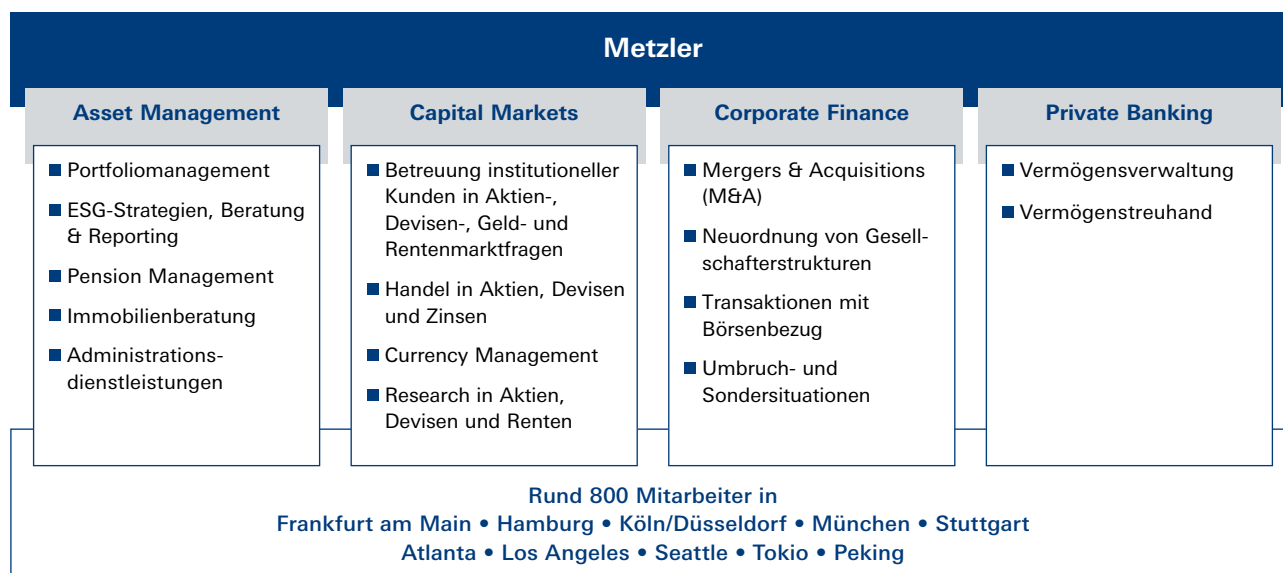 Metzler
Asset Management
Portfoliomanagement
ESG-Strategien, Beratung
& Reporting
Pension Management
Immobilienberatung
Administrations-
dienstleistungen
Capital Markets
Betreuung institutioneller
Kunden in Aktien-,
Devisen-, Geld- und
Rentenmarktfragen
Handel in Aktien, Devisen
und Zinsen
Currency Management
Research in Aktien,
Devisen und Renten
Corporate Finance
Mergers & Acquisitions
(M&A)
Neuordnung von Gesell-
schafterstrukturen
Transaktionen mit
Börsenbezug
Umbruch- und
Sondersituationen
Private Banking
Vermögensverwaltung
Vermögenstreuhand
Rund 800 Mitarbeiter in
Frankfurt am Main • Hamburg • Köln/Düsseldorf • München • Stuttgart
Atlanta • Los Angeles • Seattle • Tokio • Peking